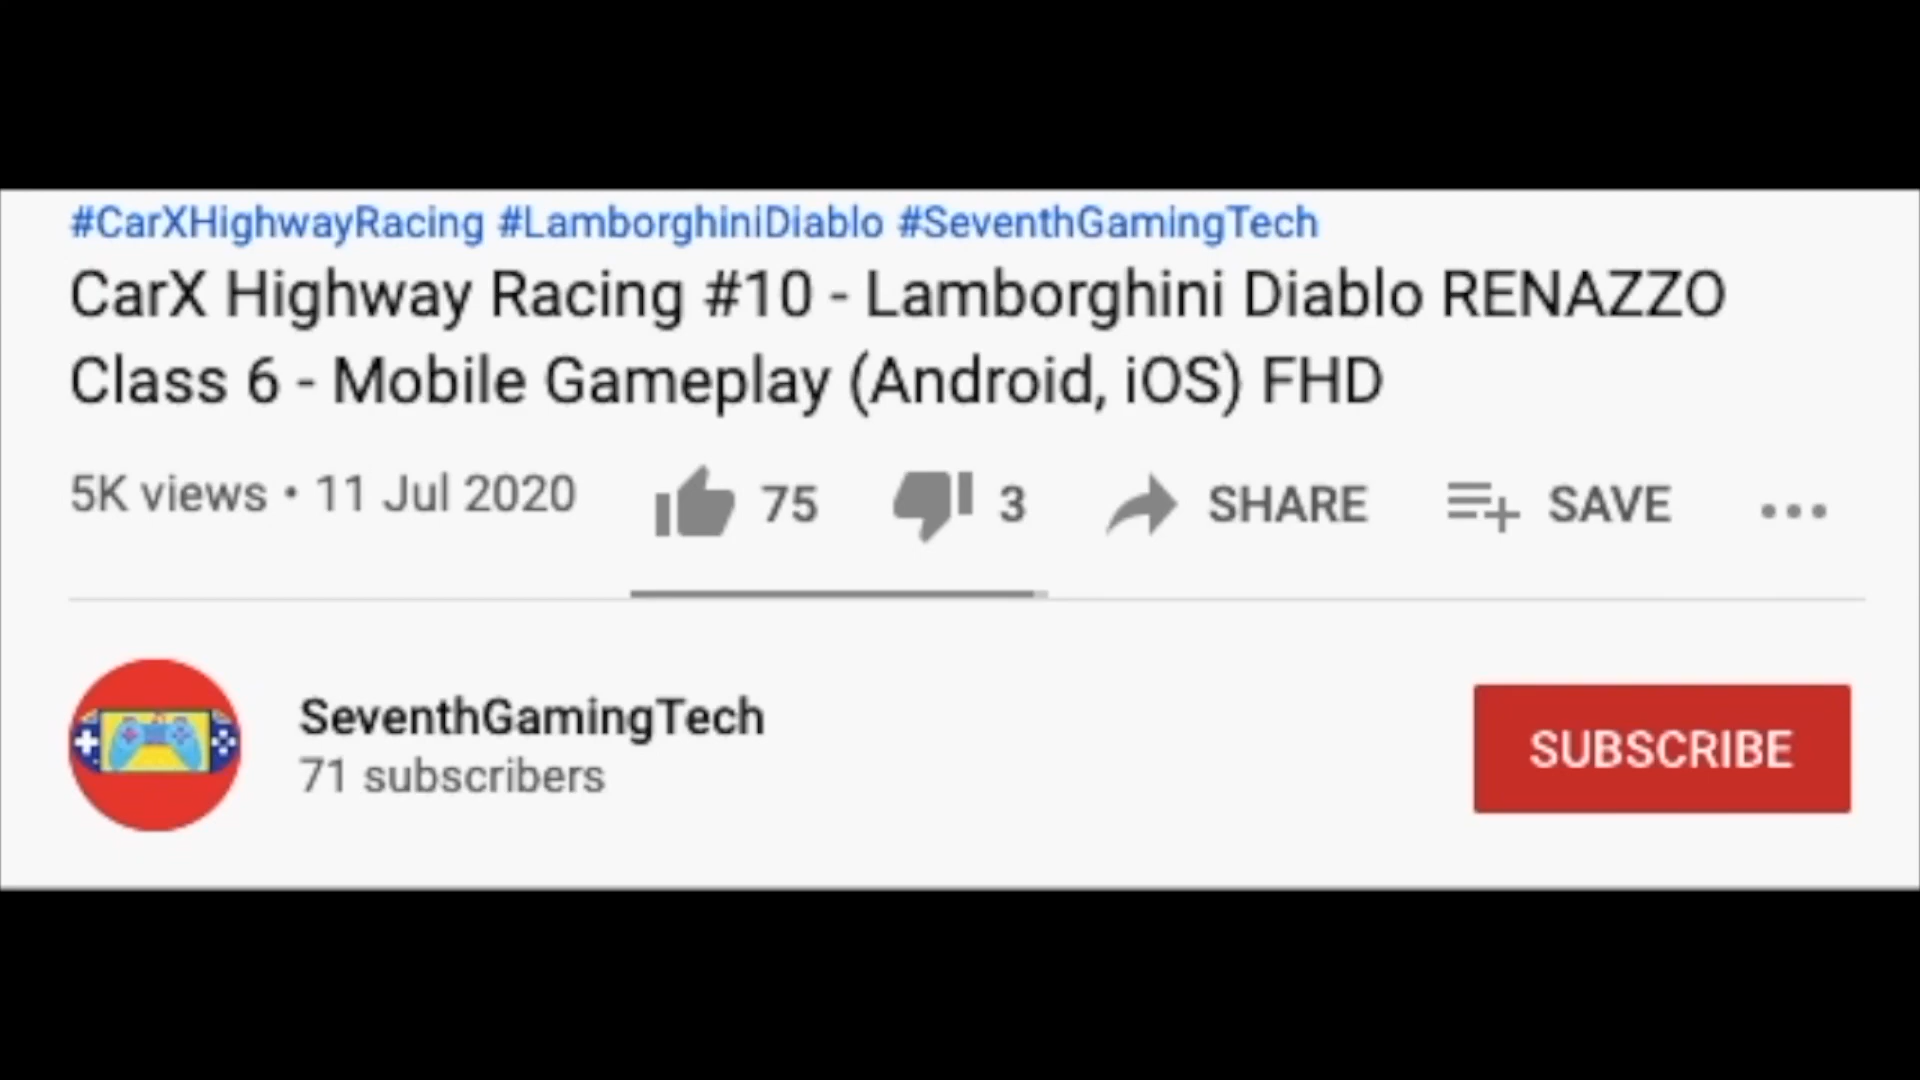 #CarXHighwayRacing #LamborghiniDiablo #SeventhGamingTech
CarX Highway Racing #10 - Lamborghini Diablo RENAZZO
Class 6 - Mobile Gameplay (Android, iOS) FHD
5K views • 11 Jul 2020 75 3 SHARE SAVE ...
SeventhGamingTech
71 subscribers
SUBSCRIBE